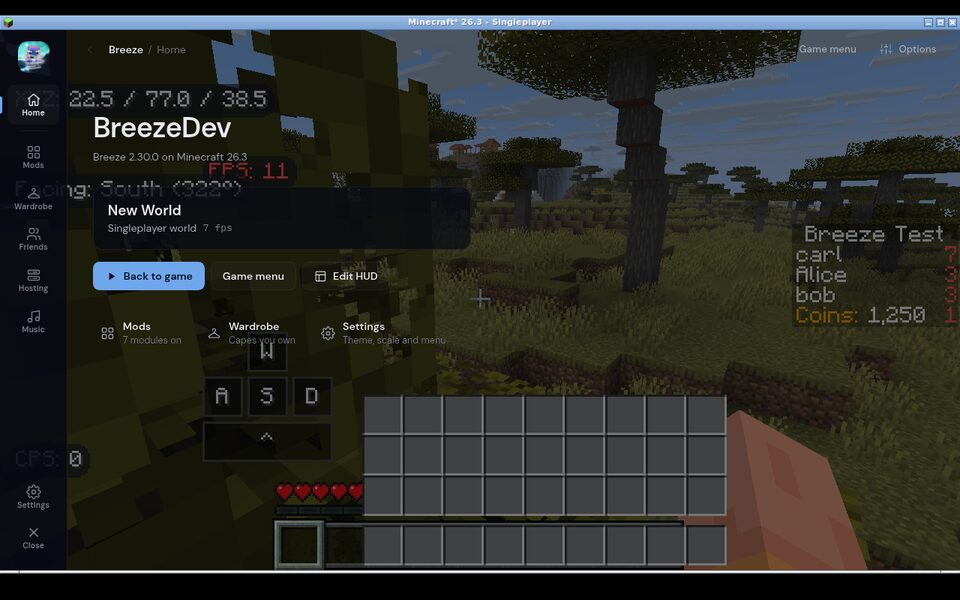 Minecraft* 26.3 - Singleplayer
Breeze / Home
Game menu
Options
Home
22.5 / 77.0 / 38.5
BreezeDev
Breeze 2.30.0 on Minecraft 26.3
FPS: 11
Mods
Facing: South (322°)
Wardrobe
New World
Singleplayer world 7 fps
Friends
Breeze Test
carl 7
Alice 3
bob 3
Coins: 1,250 1
Back to game
Game menu
Edit HUD
Hosting
Music
Mods
7 modules on
Wardrobe
Capes you own
Settings
Theme, scale and menu
W
A S D
^
CPS: 0
Settings
Close